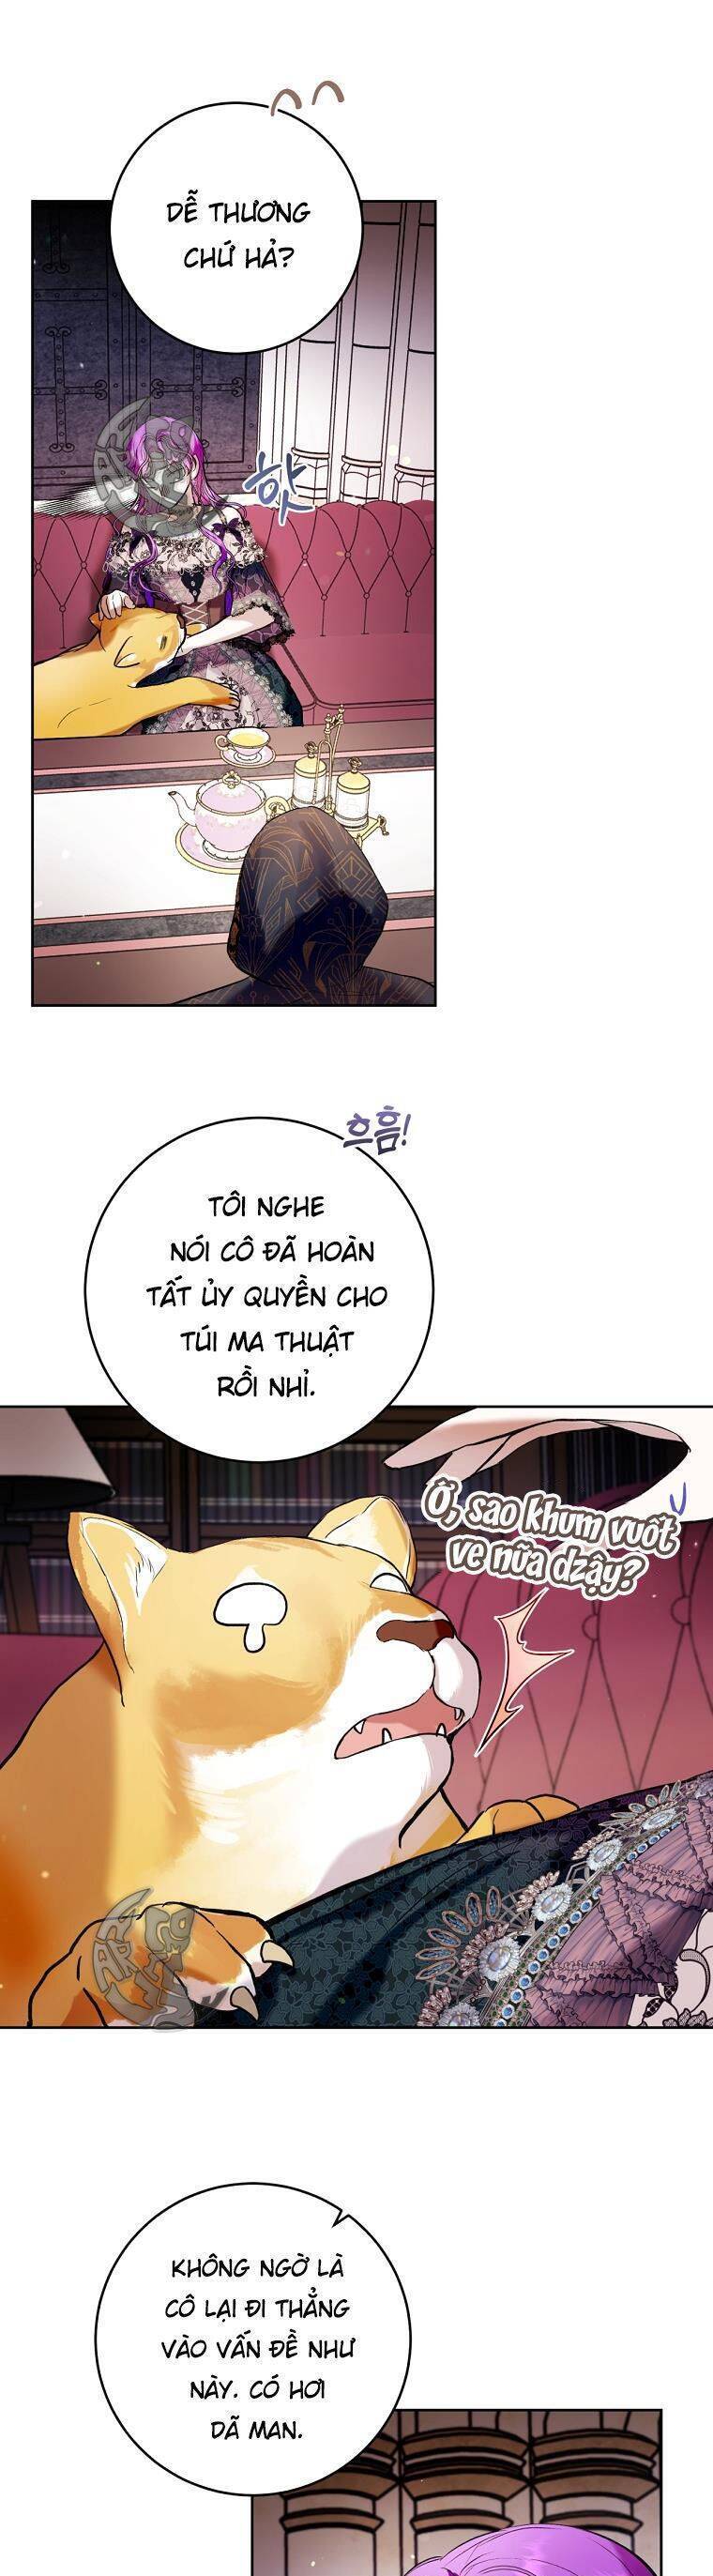 DỄ THƯƠNG
CHỨ HẢ?
핫
흐흠!
TÔI NGHE
NÓI CÔ ĐÃ HOÀN
TẤT ỦY QUYỀN CHO
TÚI MA THUẬT
RỒI NHỈ.
Ơ, sao khum vuốt
ve nữa dzậy?
KHÔNG NGỜ LÀ
CÔ LẠI ĐI THẲNG
VÀO VẤN ĐỀ NHƯ
NÀY. CÓ HƠI
DÃ MAN.